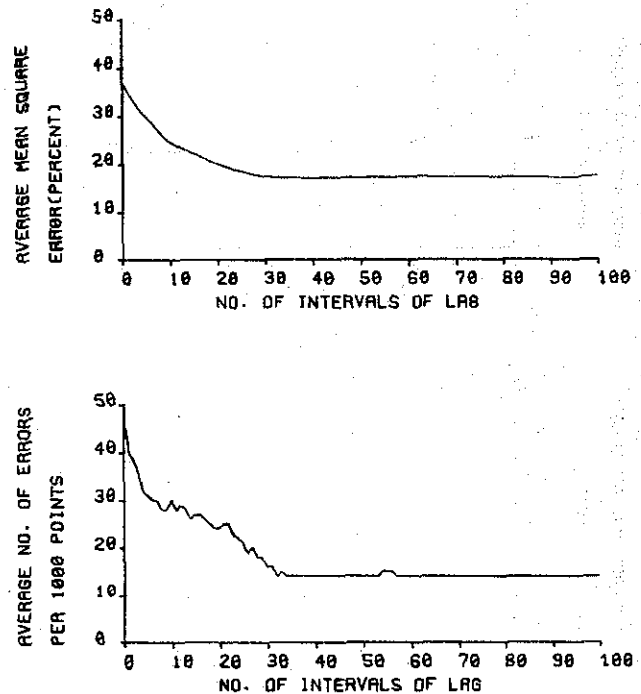 AVERAGE MEAN SQUARE
ERROR(PERCENT)
50
40
30
20
10
0
0 10 20 30 40 50 60 70 80 90 100
NO. OF INTERVALS OF LAG
AVERAGE NO. OF ERRORS
PER 1000 POINTS
50
40
30
20
10
0
0 10 20 30 40 50 60 70 80 90 100
NO. OF INTERVALS OF LAG